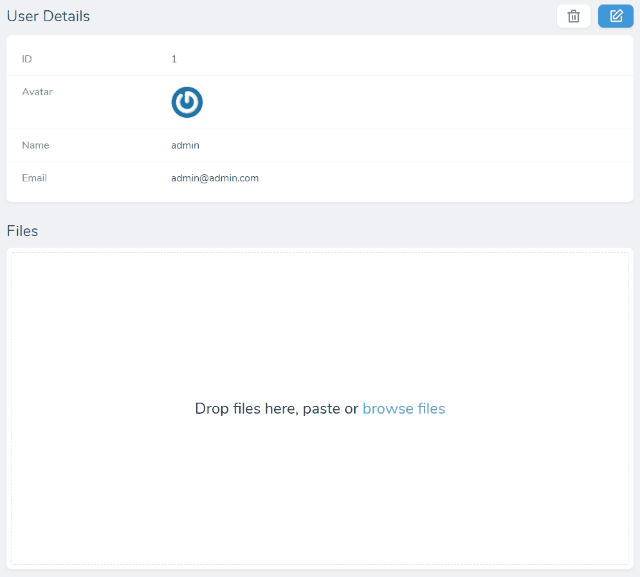 User Details
ID 1
Avatar
Name admin
Email admin@admin.com
Files
Drop files here, paste or browse files